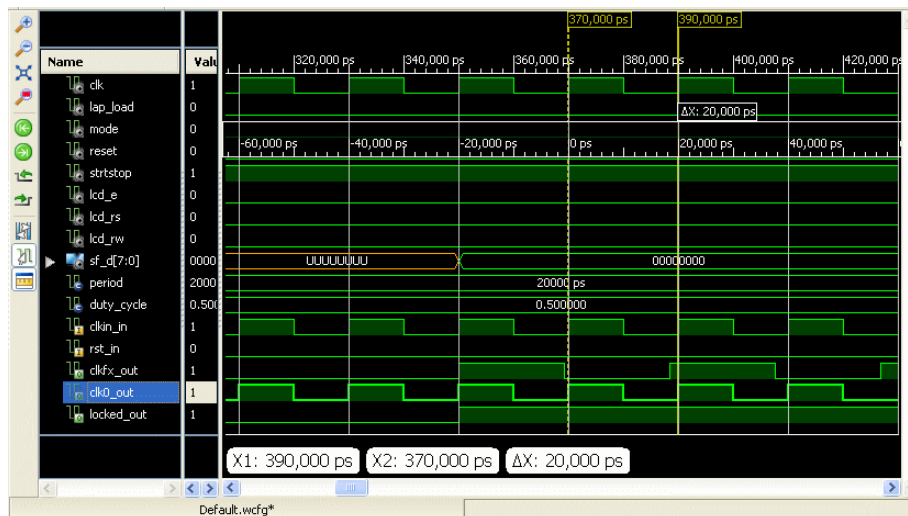 370,000 ps 390,000 ps
Name Valu
320,000 ps 340,000 ps 360,000 ps 380,000 ps 400,000 ps 420,000 ps
clk 1
lap_load 0
ΔX: 20,000 ps
mode 0
-60,000 ps -40,000 ps -20,000 ps 0 ps 20,000 ps 40,000 ps
reset 0
strtstop 1
lcd_e 0
lcd_rs 0
lcd_rw 0
sf_d[7:0] 0000 UUUUUUUU 00000000
period 2000 20000 ps
duty_cycle 0.500 0.500000
clkin_in 1
rst_in 0
clkfx_out 1
clk0_out 1
locked_out 1
X1: 390,000 ps X2: 370,000 ps ΔX: 20,000 ps
Default.wcfg*